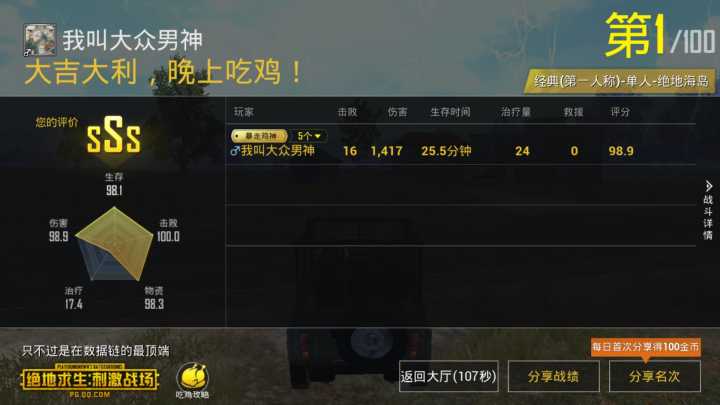 我叫大众男神
第1/100
大吉大利，晚上吃鸡！
经典(第一人称)-单人-绝地海岛
您的评价
SSS
玩家 击败 伤害 生存时间 治疗量 救援 评分
暴走鸡神 5个
我叫大众男神 16 1,417 25.5分钟 24 0 98.9
生存
98.1
伤害
98.9
击败
100.0
治疗
17.4
物资
98.3
战斗详情
只不过是在数据链的最顶端
PLAYERUNKNOWN'S BATTLEGROUNDS
绝地求生:刺激战场
PG.QQ.COM
吃鸡攻略
每日首次分享得100金币
返回大厅(107秒)
分享战绩
分享名次